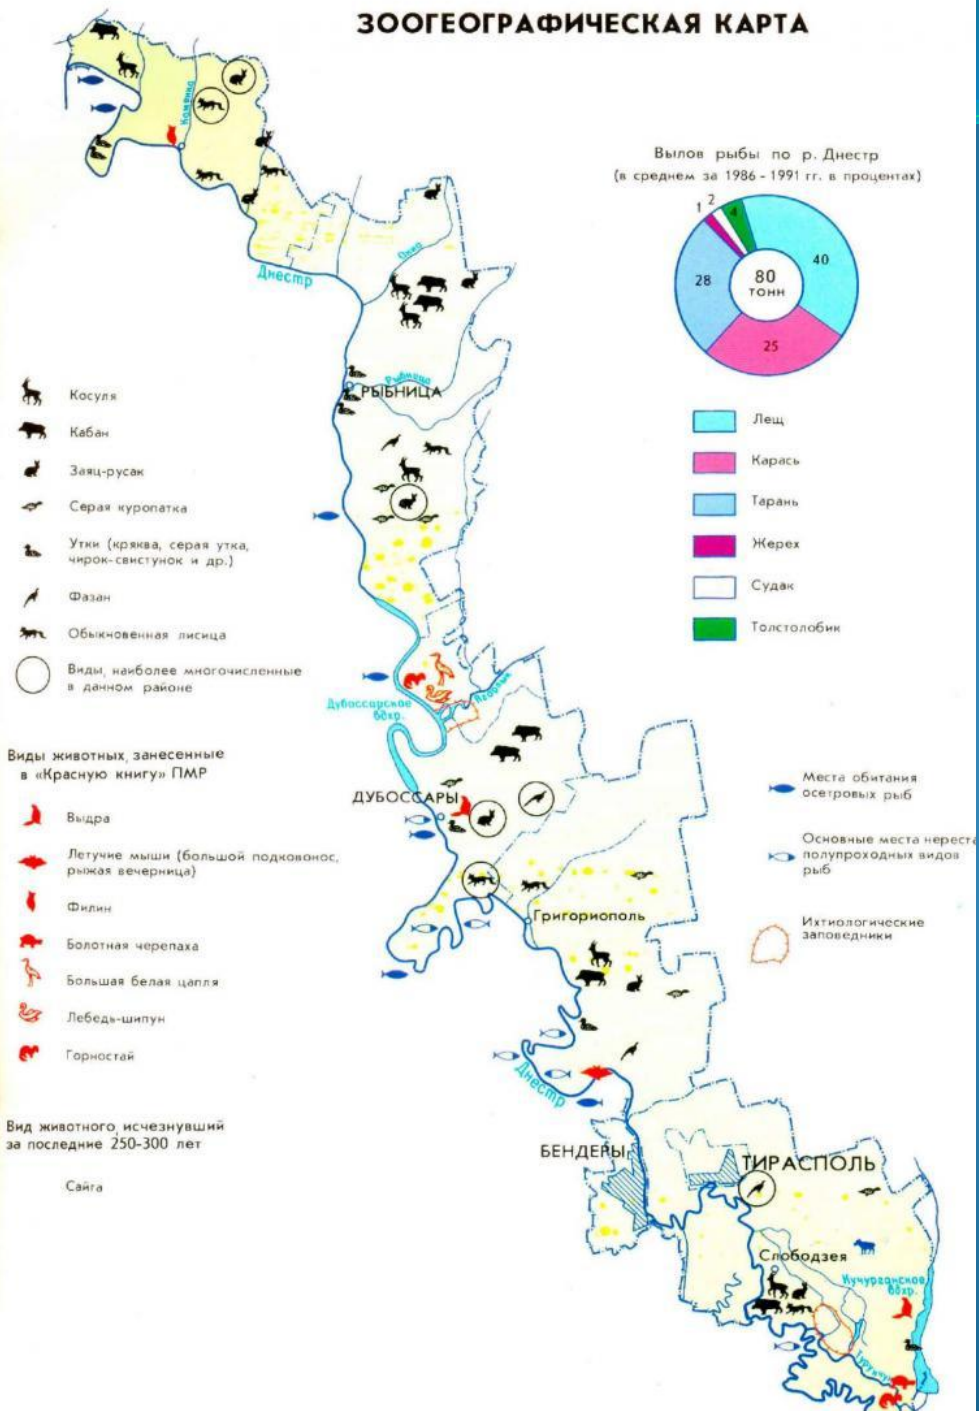 ЗООГЕОГРАФИЧЕСКАЯ КАРТА
Вылов рыбы по р. Днестр
(в среднем за 1986 - 1991 гг. в процентах)
1
2
4
40
28
80
ТОНН
25
Лещ
Карась
Тарань
Жерех
Судак
Толстолобик
Каменка
Днестр
Окна
Рыбница
РЫБНИЦА
Косуля
Кабан
Заяц-русак
Серая куропатка
Утки (кряква, серая утка,
чирок-свистунок и др.)
Фазан
Обыкновенная лисица
Виды, наиболее многочисленные
в данном районе
Дубоссарское
вдхр.
Ягорлык
Виды животных, занесенные
в «Красную книгу» ПМР
Выдра
Летучие мыши (большой подковонос,
рыжая вечерница)
Филин
Болотная черепаха
Большая белая цапля
Лебедь-шипун
Горностай
Вид животного, исчезнувший
за последние 250-300 лет
Сайга
ДУБОССАРЫ
Места обитания
осетровых рыб
Основные места нереста
полупроходных видов
рыб
Ихтиологические
заповедники
Григориополь
Днестр
БЕНДЕРЫ
ТИРАСПОЛЬ
Слободзея
Кучурганское
вдхр.
Турунчук